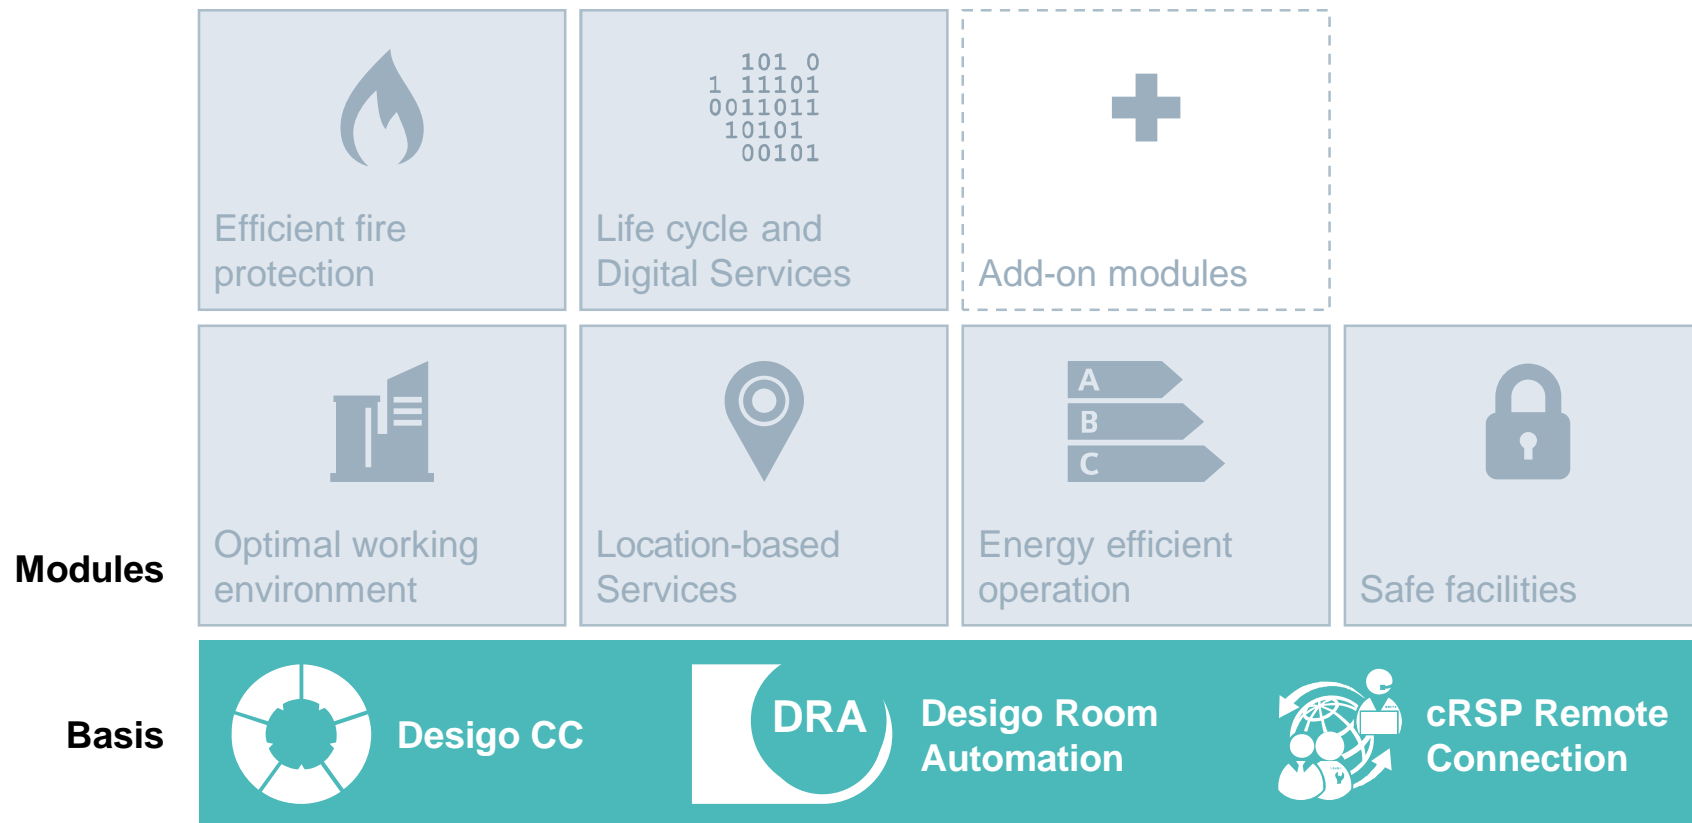 101 0
1 11101
0011011
10101
00101
Efficient fire
protection
Life cycle and
Digital Services
Add-on modules
A
B
C
Modules
Optimal working
environment
Location-based
Services
Energy efficient
operation
Safe facilities
Basis
Desigo CC
DRA
Desigo Room
Automation
cRSP Remote
Connection